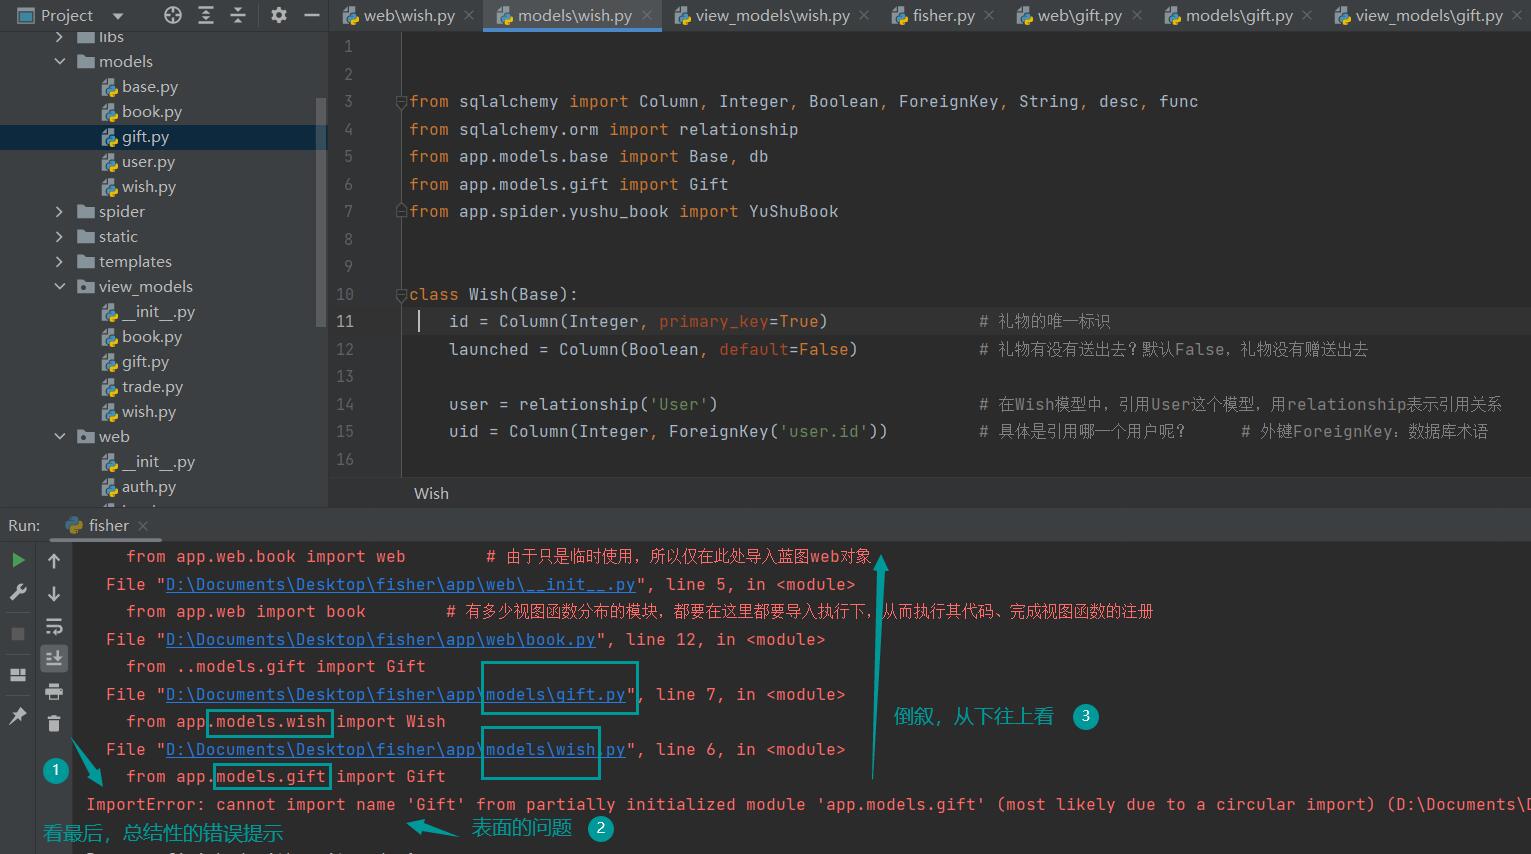 Project
web\wish.py
models\wish.py
view_models\wish.py
fisher.py
web\gift.py
models\gift.py
view_models\gift.py
libs
models
base.py
book.py
gift.py
user.py
wish.py
spider
static
templates
view_models
__init__.py
book.py
gift.py
trade.py
wish.py
web
__init__.py
auth.py
1
2
3 from sqlalchemy import Column, Integer, Boolean, ForeignKey, String, desc, func
4 from sqlalchemy.orm import relationship
5 from app.models.base import Base, db
6 from app.models.gift import Gift
7 from app.spider.yushu_book import YuShuBook
8
9
10 class Wish(Base):
11 id = Column(Integer, primary_key=True) # 礼物的唯一标识
12 launched = Column(Boolean, default=False) # 礼物有没有送出去？默认False，礼物没有赠送出去
13
14 user = relationship('User') # 在Wish模型中，引用User这个模型，用relationship表示引用关系
15 uid = Column(Integer, ForeignKey('user.id')) # 具体是引用哪一个用户呢？ # 外键ForeignKey：数据库术语
16
Wish
Run: fisher
from app.web.book import web # 由于只是临时使用，所以仅在此处导入蓝图web对象
File "D:\Documents\Desktop\fisher\app\web\__init__.py", line 5, in <module>
from app.web import book # 有多少视图函数分布的模块，都要在这里都要导入执行下，从而执行其代码、完成视图函数的注册
File "D:\Documents\Desktop\fisher\app\web\book.py", line 12, in <module>
from ..models.gift import Gift
File "D:\Documents\Desktop\fisher\app\models\gift.py", line 7, in <module>
from app.models.wish import Wish
倒叙，从下往上看 3
File "D:\Documents\Desktop\fisher\app\models\wish.py", line 6, in <module>
1
from app.models.gift import Gift
ImportError: cannot import name 'Gift' from partially initialized module 'app.models.gift' (most likely due to a circular import) (D:\Documents\D
看最后，总结性的错误提示
表面的问题 2